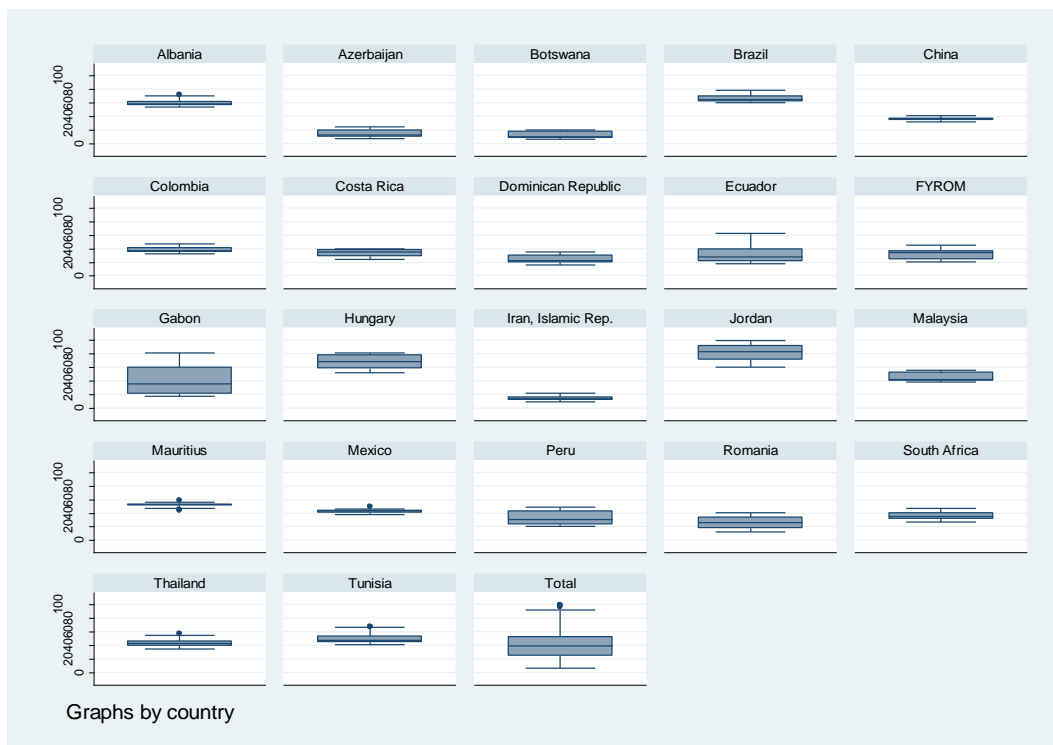 Albania Azerbaijan Botswana Brazil China
0 20406080 100
Colombia Costa Rica Dominican Republic Ecuador FYROM
0 20406080 100
Gabon Hungary Iran, Islamic Rep. Jordan Malaysia
0 20406080 100
Mauritius Mexico Peru Romania South Africa
0 20406080 100
Thailand Tunisia Total
0 20406080 100
Graphs by country